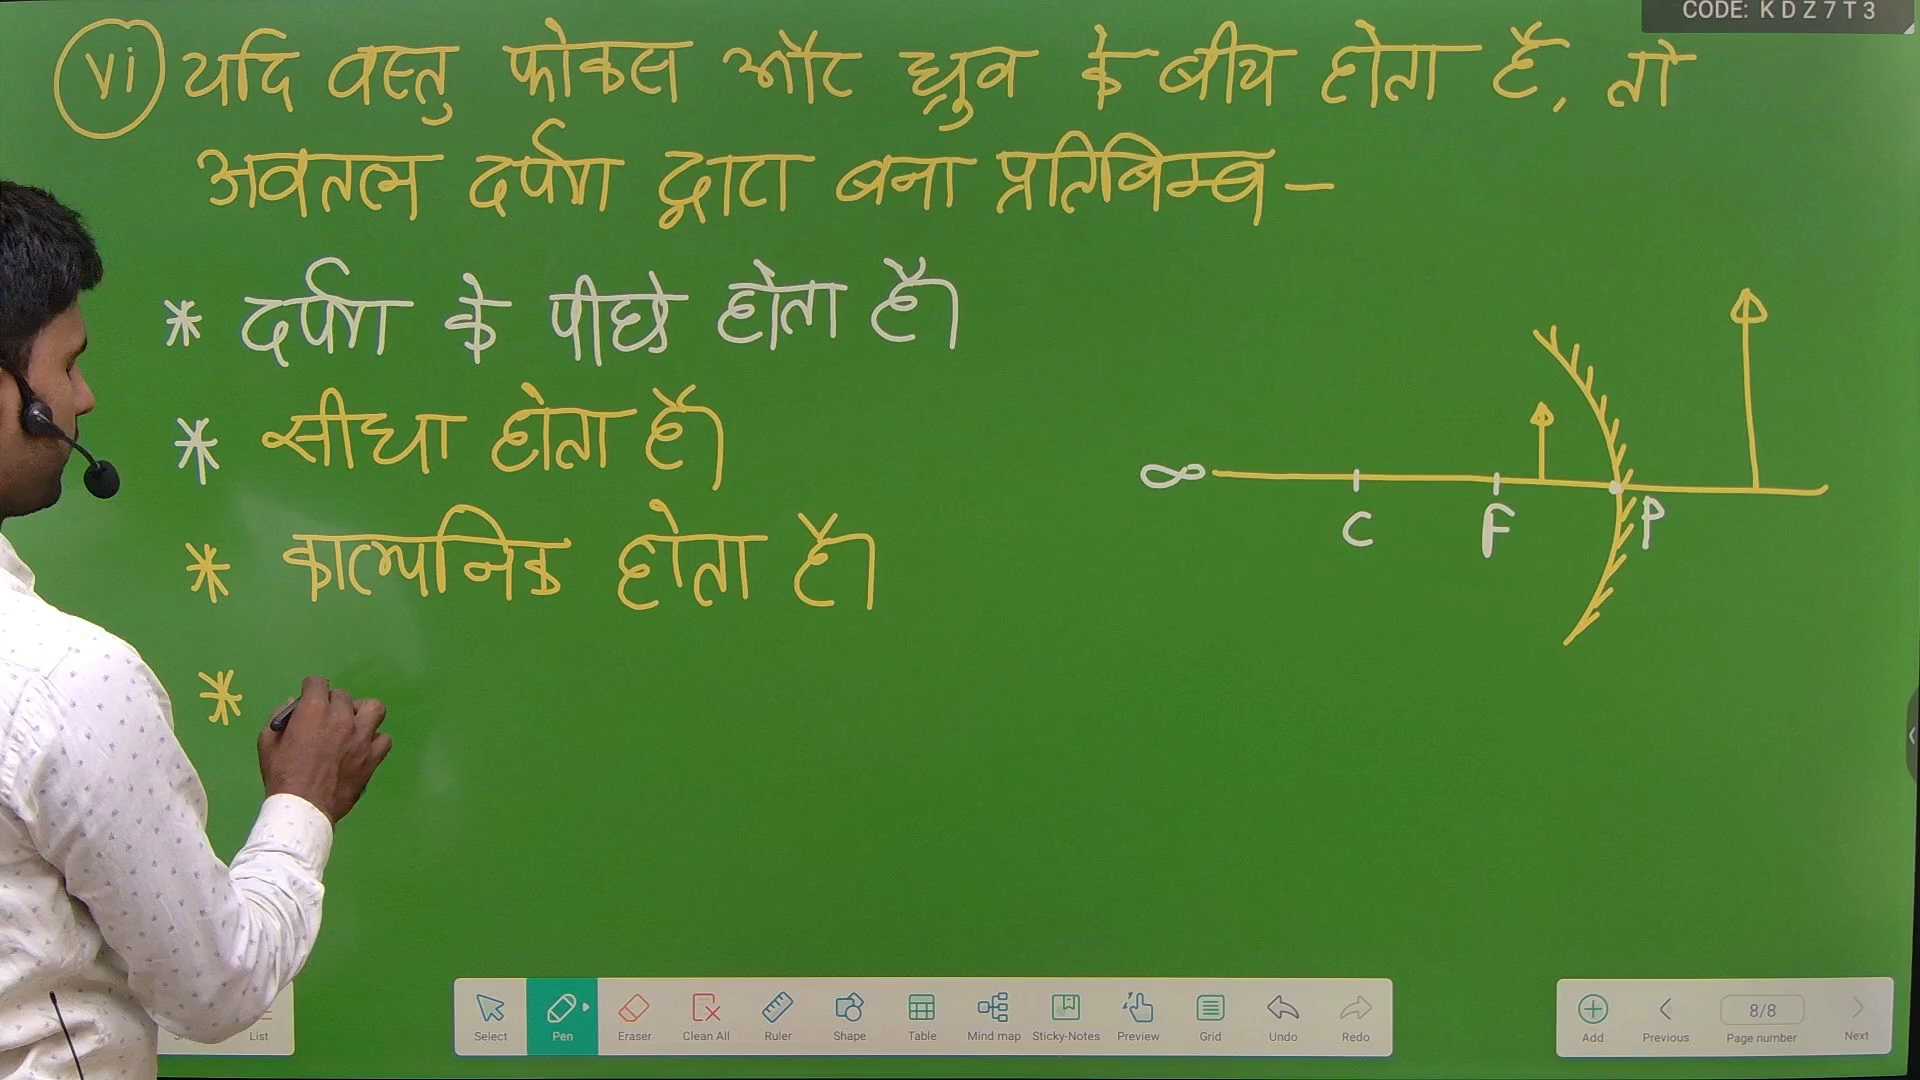 CODE: KDZ7T3
vi यदि वस्तु फोकस और ध्रुव के बीच होता है, तो
अवतल दर्पण द्वारा बना प्रतिबिम्ब –
* दर्पण के पीछे होता है।
* सीधा होता है।
* काल्पनिक होता है।
*
∞ C F P
List
Select Pen Eraser Clean All Ruler Shape Table Mind map Sticky-Notes Preview Grid Undo Redo
8/8
Add Previous Page number Next